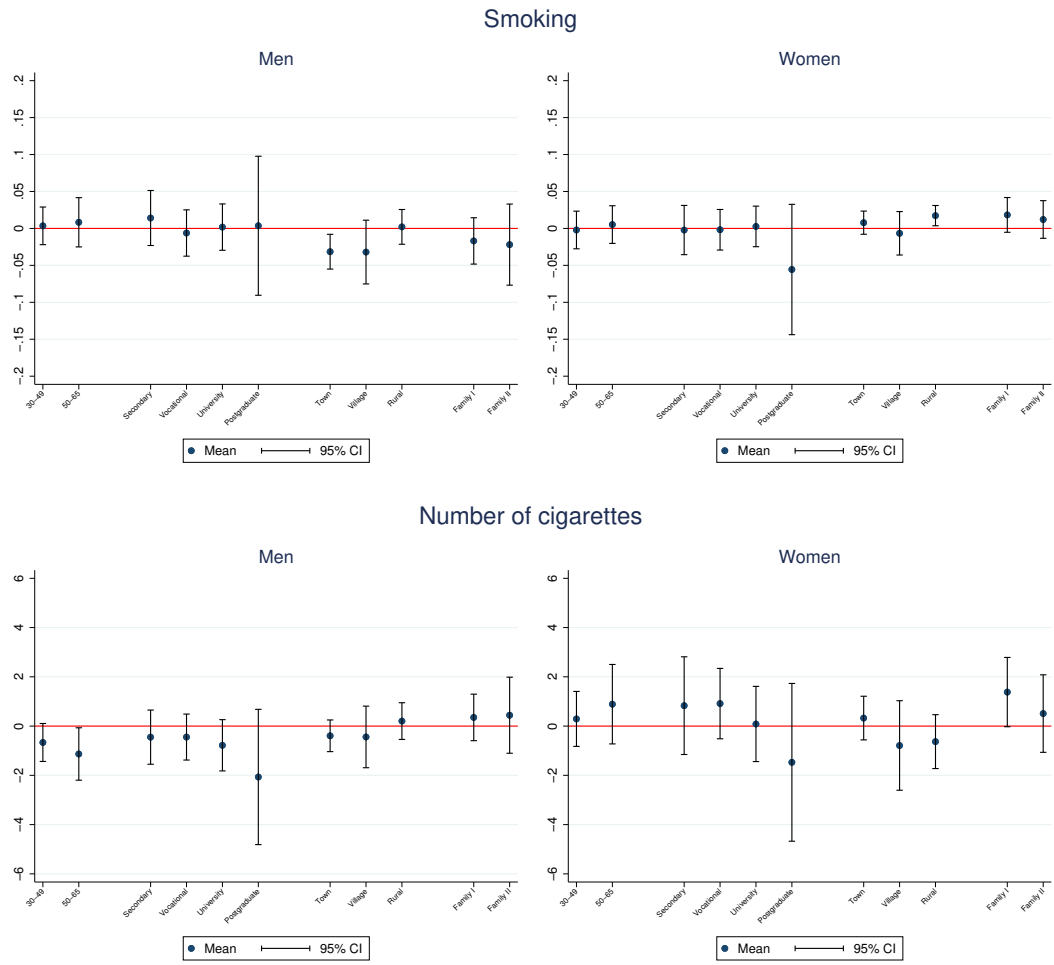 Smoking
Men
Women
.2
.15
.1
.05
0
−.05
−.1
−.15
−.2
30−49
50−65
Secondary
Vocational
University
Postgraduate
Town
Village
Rural
Family I
Family II
Mean 95% CI
.2
.15
.1
.05
0
−.05
−.1
−.15
−.2
30−49
50−65
Secondary
Vocational
University
Postgraduate
Town
Village
Rural
Family I
Family II
Mean 95% CI
Number of cigarettes
Men
Women
6
4
2
0
−2
−4
−6
30−49
50−65
Secondary
Vocational
University
Postgraduate
Town
Village
Rural
Family I
Family II
Mean 95% CI
6
4
2
0
−2
−4
−6
30−49
50−65
Secondary
Vocational
University
Postgraduate
Town
Village
Rural
Family I
Family II
Mean 95% CI